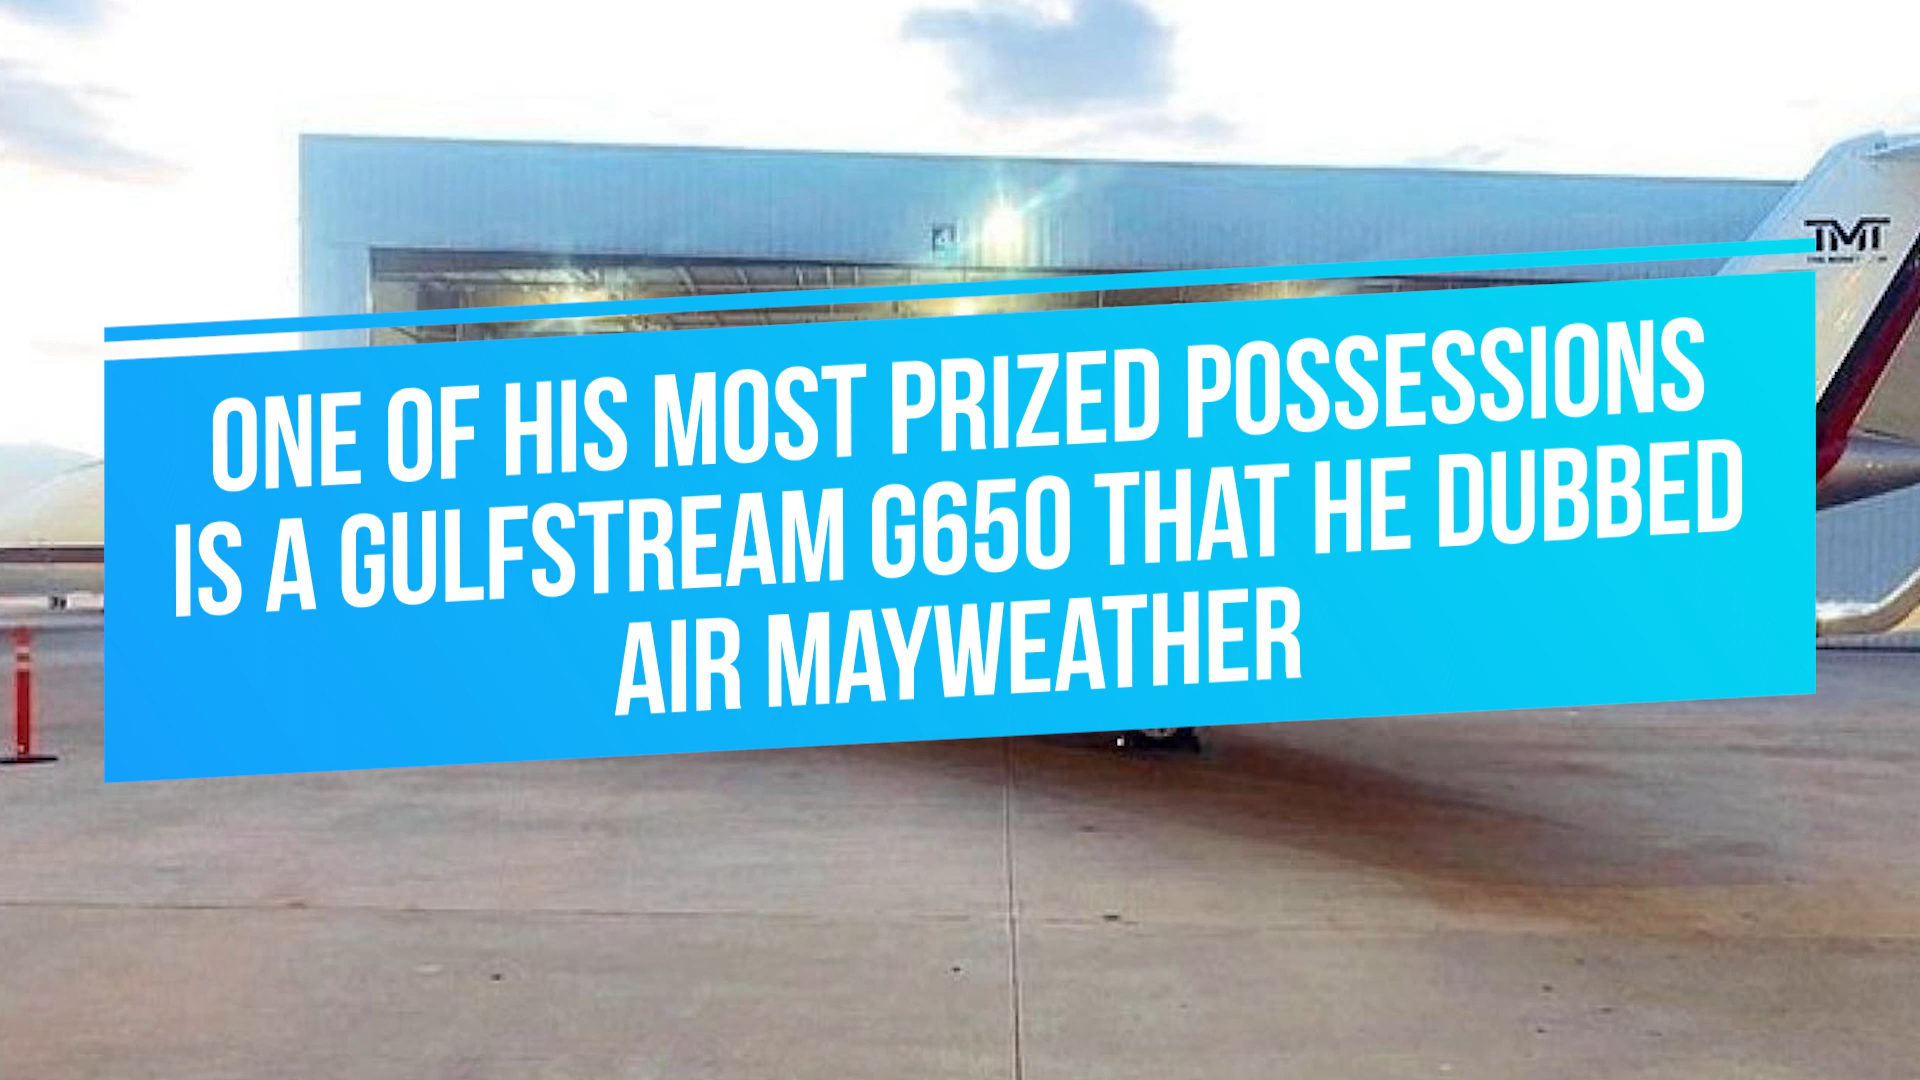 TMT
ONE OF HIS MOST PRIZED POSSESSIONS
IS A GULFSTREAM G650 THAT HE DUBBED
AIR MAYWEATHER